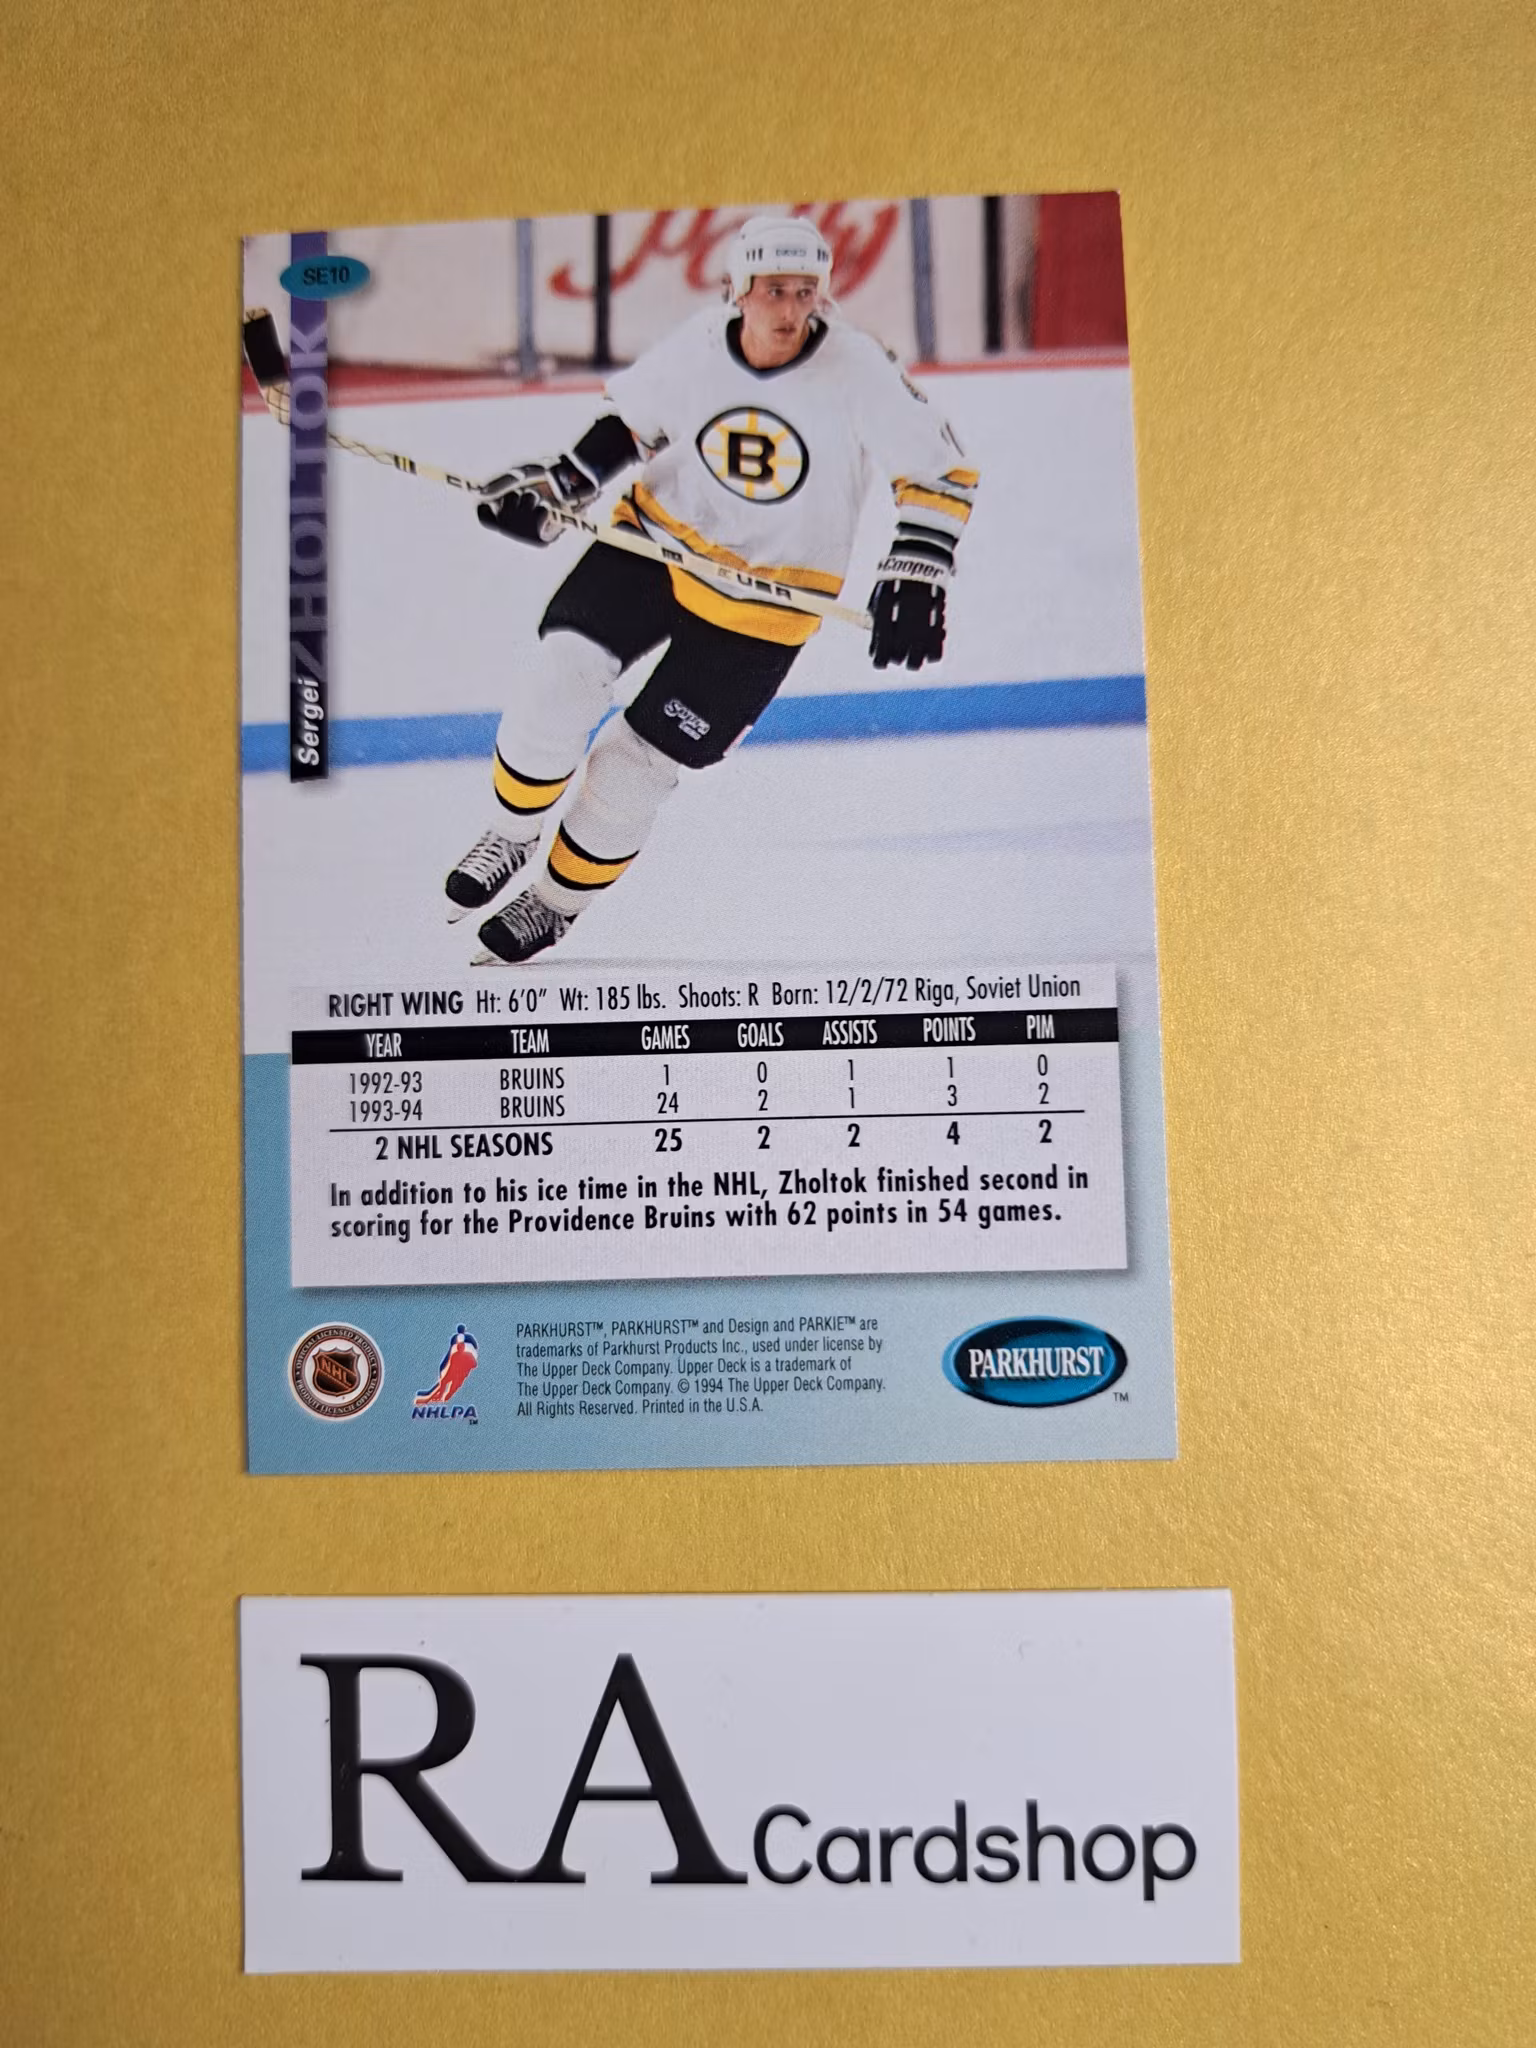 SE10
Sergei ZHOLTOK
B
Cooper
USA
RIGHT WING Ht: 6'0" Wt: 185 lbs. Shoots: R Born: 12/2/72 Riga, Soviet Union
YEAR TEAM GAMES GOALS ASSISTS POINTS PIM
1992-93 BRUINS 1 0 1 1 0
1993-94 BRUINS 24 2 1 3 2
2 NHL SEASONS 25 2 2 4 2
In addition to his ice time in the NHL, Zholtok finished second in
scoring for the Providence Bruins with 62 points in 54 games.
NHL
NHLPA
PARKHURST™, PARKHURST™ and Design and PARKIE™ are
trademarks of Parkhurst Products Inc., used under license by
The Upper Deck Company. Upper Deck is a trademark of
The Upper Deck Company. © 1994 The Upper Deck Company.
All Rights Reserved. Printed in the U.S.A.
PARKHURST
TM
RA Cardshop